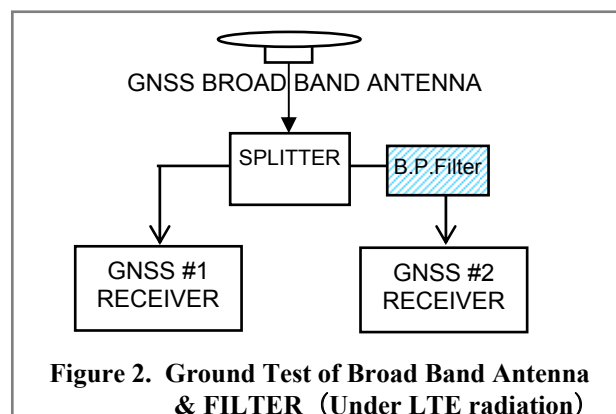 GNSS BROAD BAND ANTENNA
SPLITTER
B.P.Filter
GNSS #1
RECEIVER
GNSS #2
RECEIVER
Figure 2. Ground Test of Broad Band Antenna
& FILTER（Under LTE radiation）